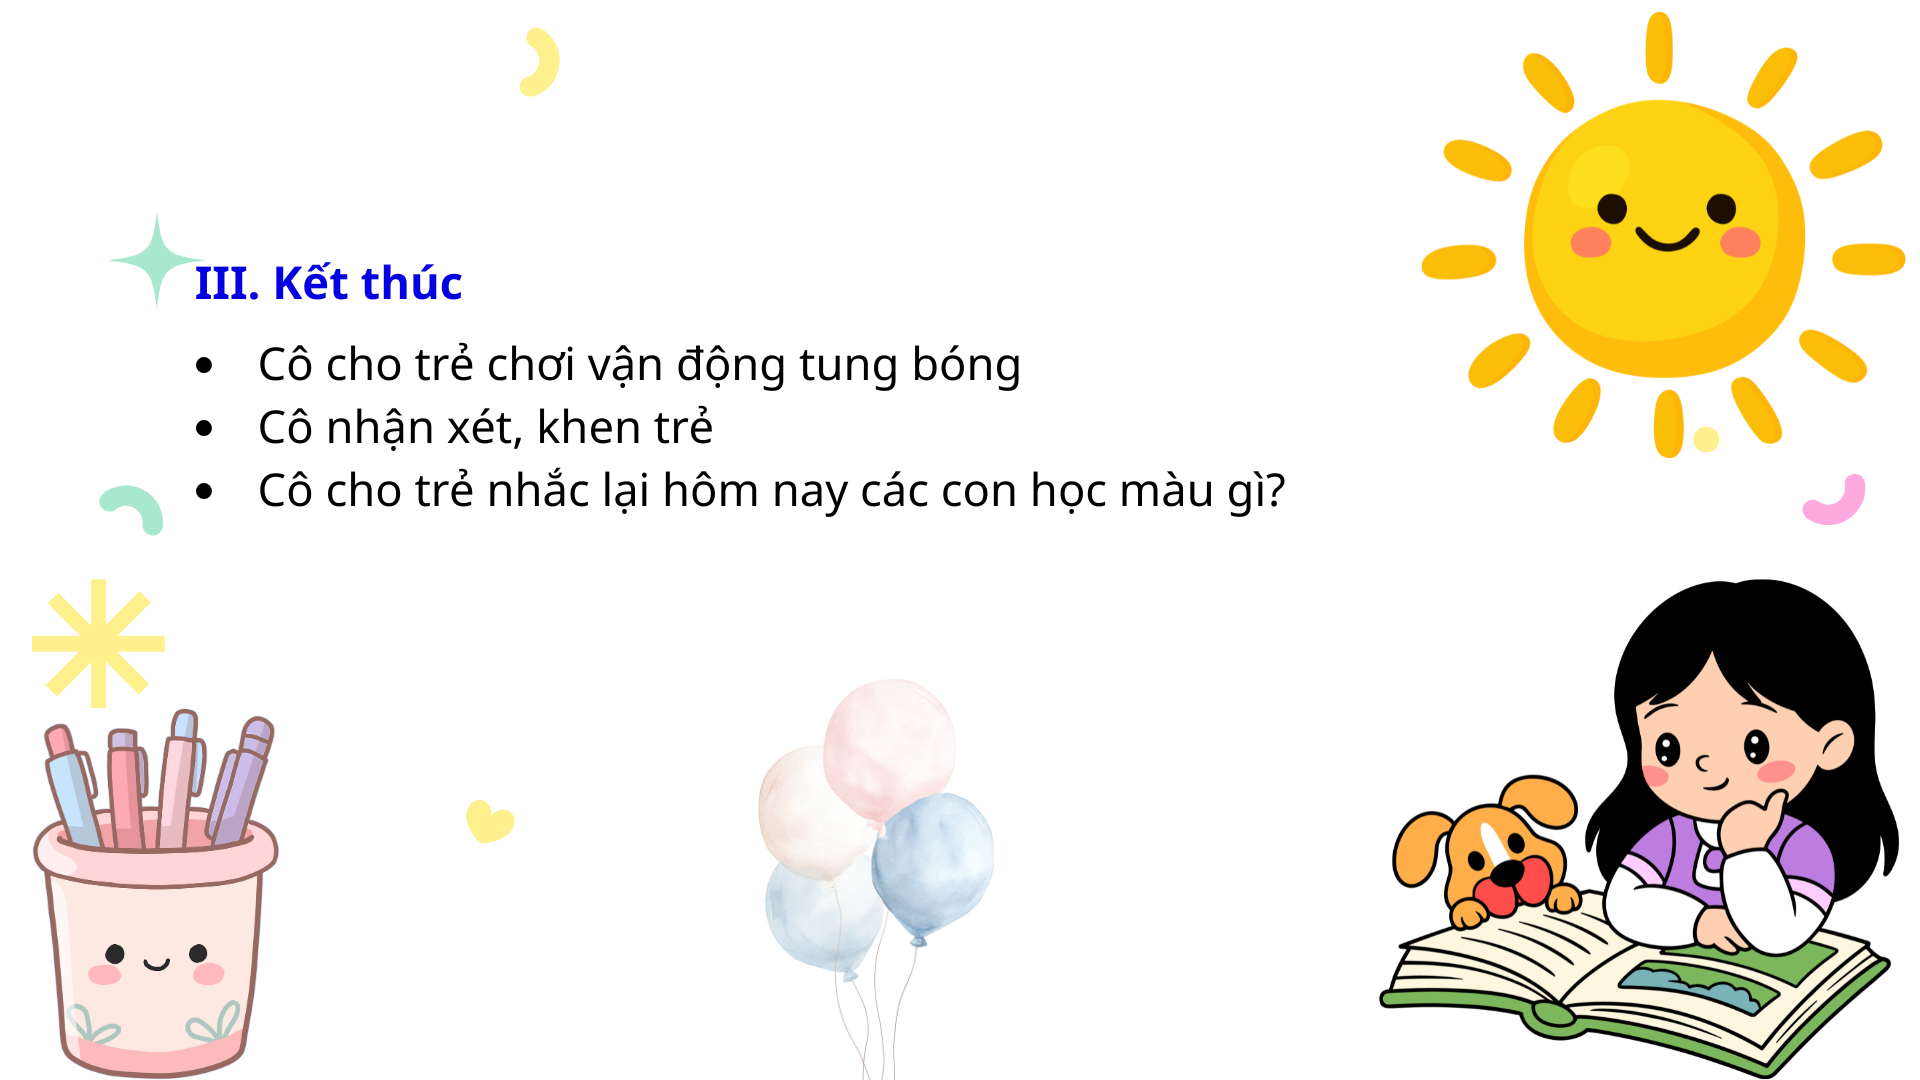 III. Kết thúc
• Cô cho trẻ chơi vận động tung bóng
• Cô nhận xét, khen trẻ
• Cô cho trẻ nhắc lại hôm nay các con học màu gì?